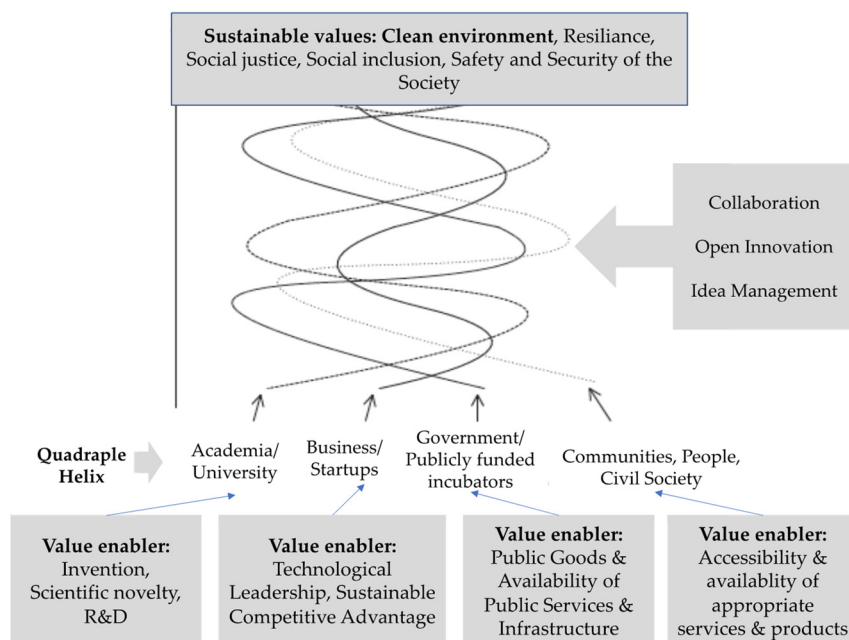 Sustainable values: Clean environment, Resiliance,
Social justice, Social inclusion, Safety and Security of the
Society
Collaboration
Open Innovation
Idea Management
Quadraple
Helix
Academia/
University
Business/
Startups
Government/
Publicly funded
incubators
Communities, People,
Civil Society
Value enabler:
Invention,
Scientific novelty,
R&D
Value enabler:
Technological
Leadership, Sustainable
Competitive Advantage
Value enabler:
Public Goods &
Availability of
Public Services &
Infrastructure
Value enabler:
Accessibility &
availablity of
appropriate
services & products